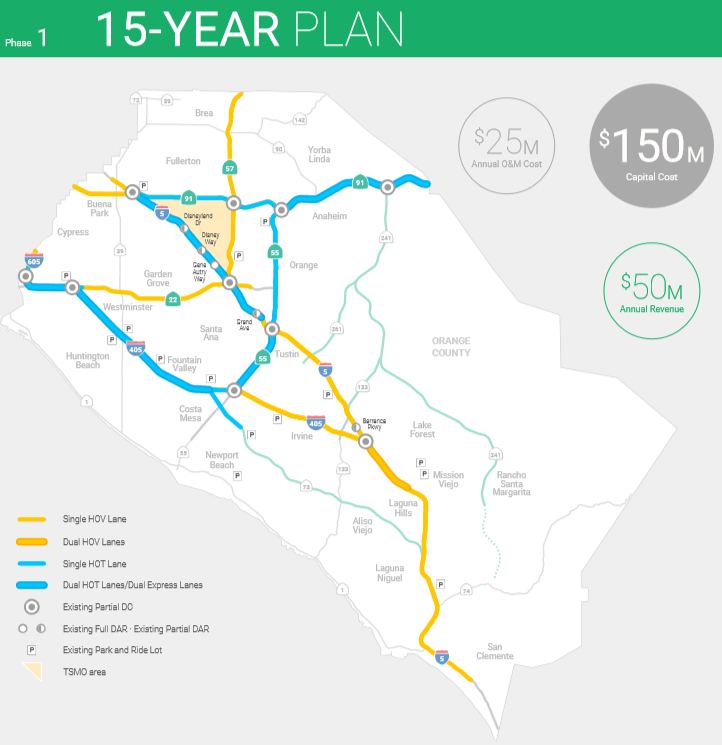 Phase 1
15-YEAR PLAN
$25M
Annual O&M Cost
$150M
Capital Cost
$50M
Annual Revenue
72
39
Brea
142
57
90
Yorba
Linda
Fullerton
P
91
91
Buena
Park
5
Disneyland
Dr
P
Anaheim
Cypress
Disney
Way
241
39
605
P
55
Gene
Autry
Way
Orange
P
Garden
Grove
22
Westminster
Grand
Ave
261
P
Santa
Ana
ORANGE
COUNTY
P
405
Tustin
Huntington
Beach
P
Fountain
Valley
55
5
P
133
P
1
Costa
Mesa
P
405
Barranca
Pkwy
Lake
Forest
P
Irvine
55
Newport
Beach
241
P
133
P
P
Mission
Viejo
Rancho
Santa
Margarita
73
Laguna
Hills
Aliso
Viejo
Laguna
Niguel
P
1
74
San
Clemente
5
Single HOV Lane
Dual HOV Lanes
Single HOT Lane
Dual HOT Lanes/Dual Express Lanes
Existing Partial DC
Existing Full DAR · Existing Partial DAR
P Existing Park and Ride Lot
TSMO area